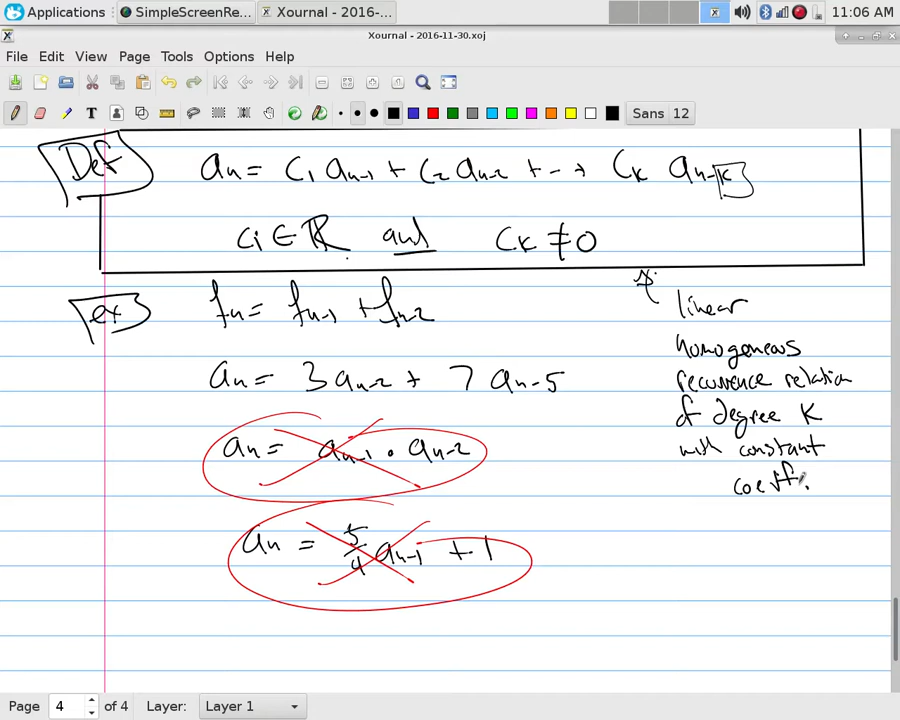 Applications SimpleScreenRe... Xournal - 2016-... 11:06 AM
Xournal - 2016-11-30.xoj
File Edit View Page Tools Options Help
Sans 12
Def aₙ = c₁ aₙ₋₁ + c₂ aₙ₋₂ + ... + cₖ aₙ₋ₖ
cᵢ ∈ ℝ and cₖ ≠ 0
ex fₙ = fₙ₋₁ + fₙ₋₂
aₙ = 3aₙ₋₂ + 7 aₙ₋₅
aₙ = aₙ₋₁ · aₙ₋₂
aₙ = 5/4 aₙ₋₁ + 1
* linear
homogeneous
recurrence relation
of degree K
with constant
coeff.
Page 4 of 4 Layer: Layer 1